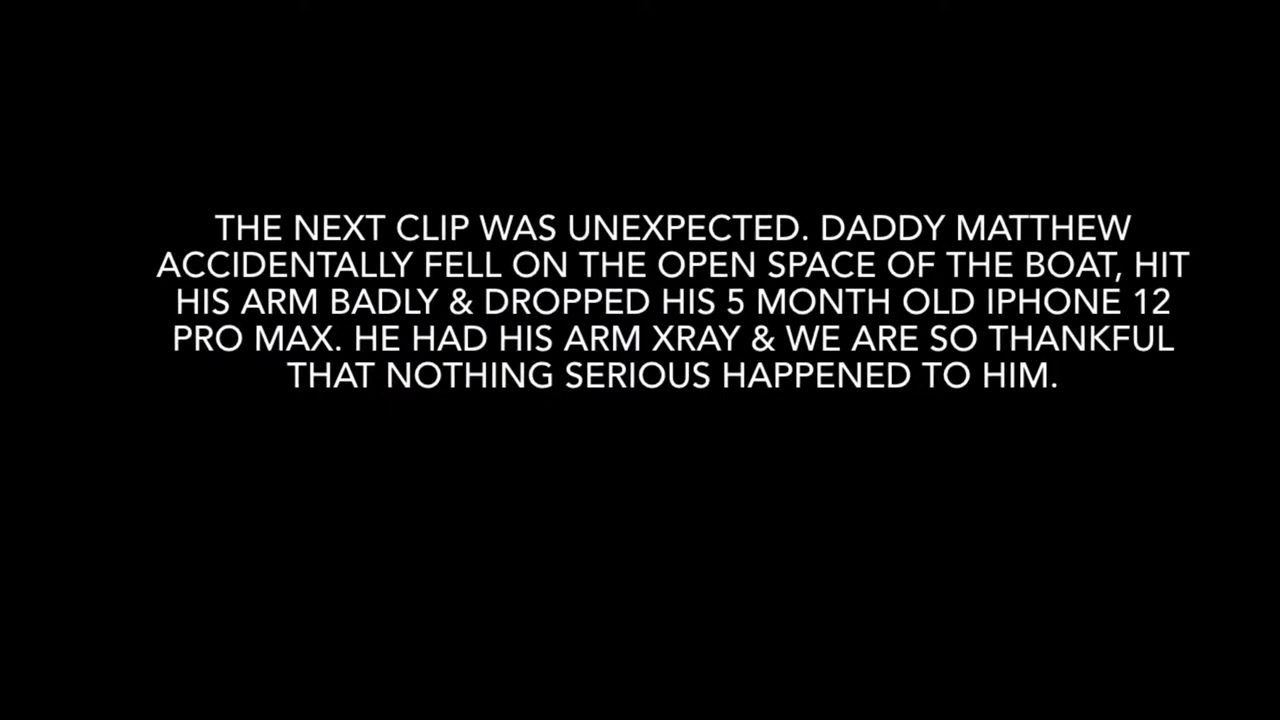 THE NEXT CLIP WAS UNEXPECTED. DADDY MATTHEW
ACCIDENTALLY FELL ON THE OPEN SPACE OF THE BOAT, HIT
HIS ARM BADLY & DROPPED HIS 5 MONTH OLD IPHONE 12
PRO MAX. HE HAD HIS ARM XRAY & WE ARE SO THANKFUL
THAT NOTHING SERIOUS HAPPENED TO HIM.